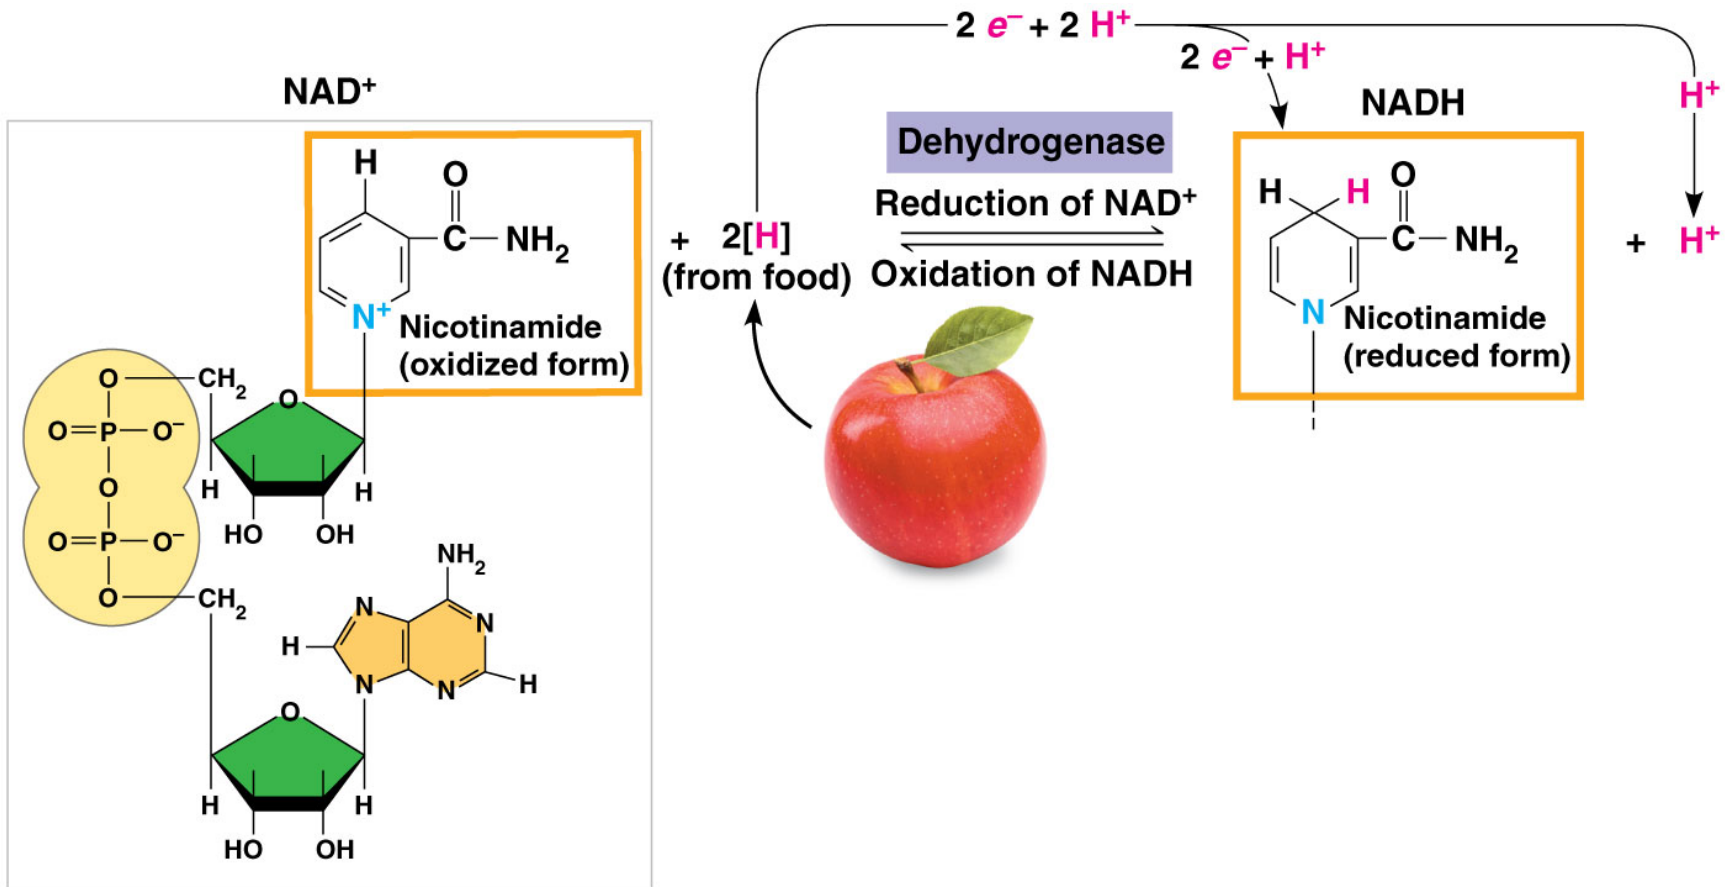 2 e⁻ + 2 H⁺
2 e⁻ + H⁺
NAD⁺
NADH
H⁺
Dehydrogenase
Reduction of NAD⁺
Oxidation of NADH
H
O
C
NH₂
N⁺
Nicotinamide
(oxidized form)
+ 2[H]
(from food)
H
H
O
C
NH₂
N
Nicotinamide
(reduced form)
+ H⁺
O
CH₂
O
O=P—O⁻
H
H
O
HO
OH
O=P—O⁻
O
CH₂
NH₂
N
N
H
N
N
H
O
H
H
HO
OH